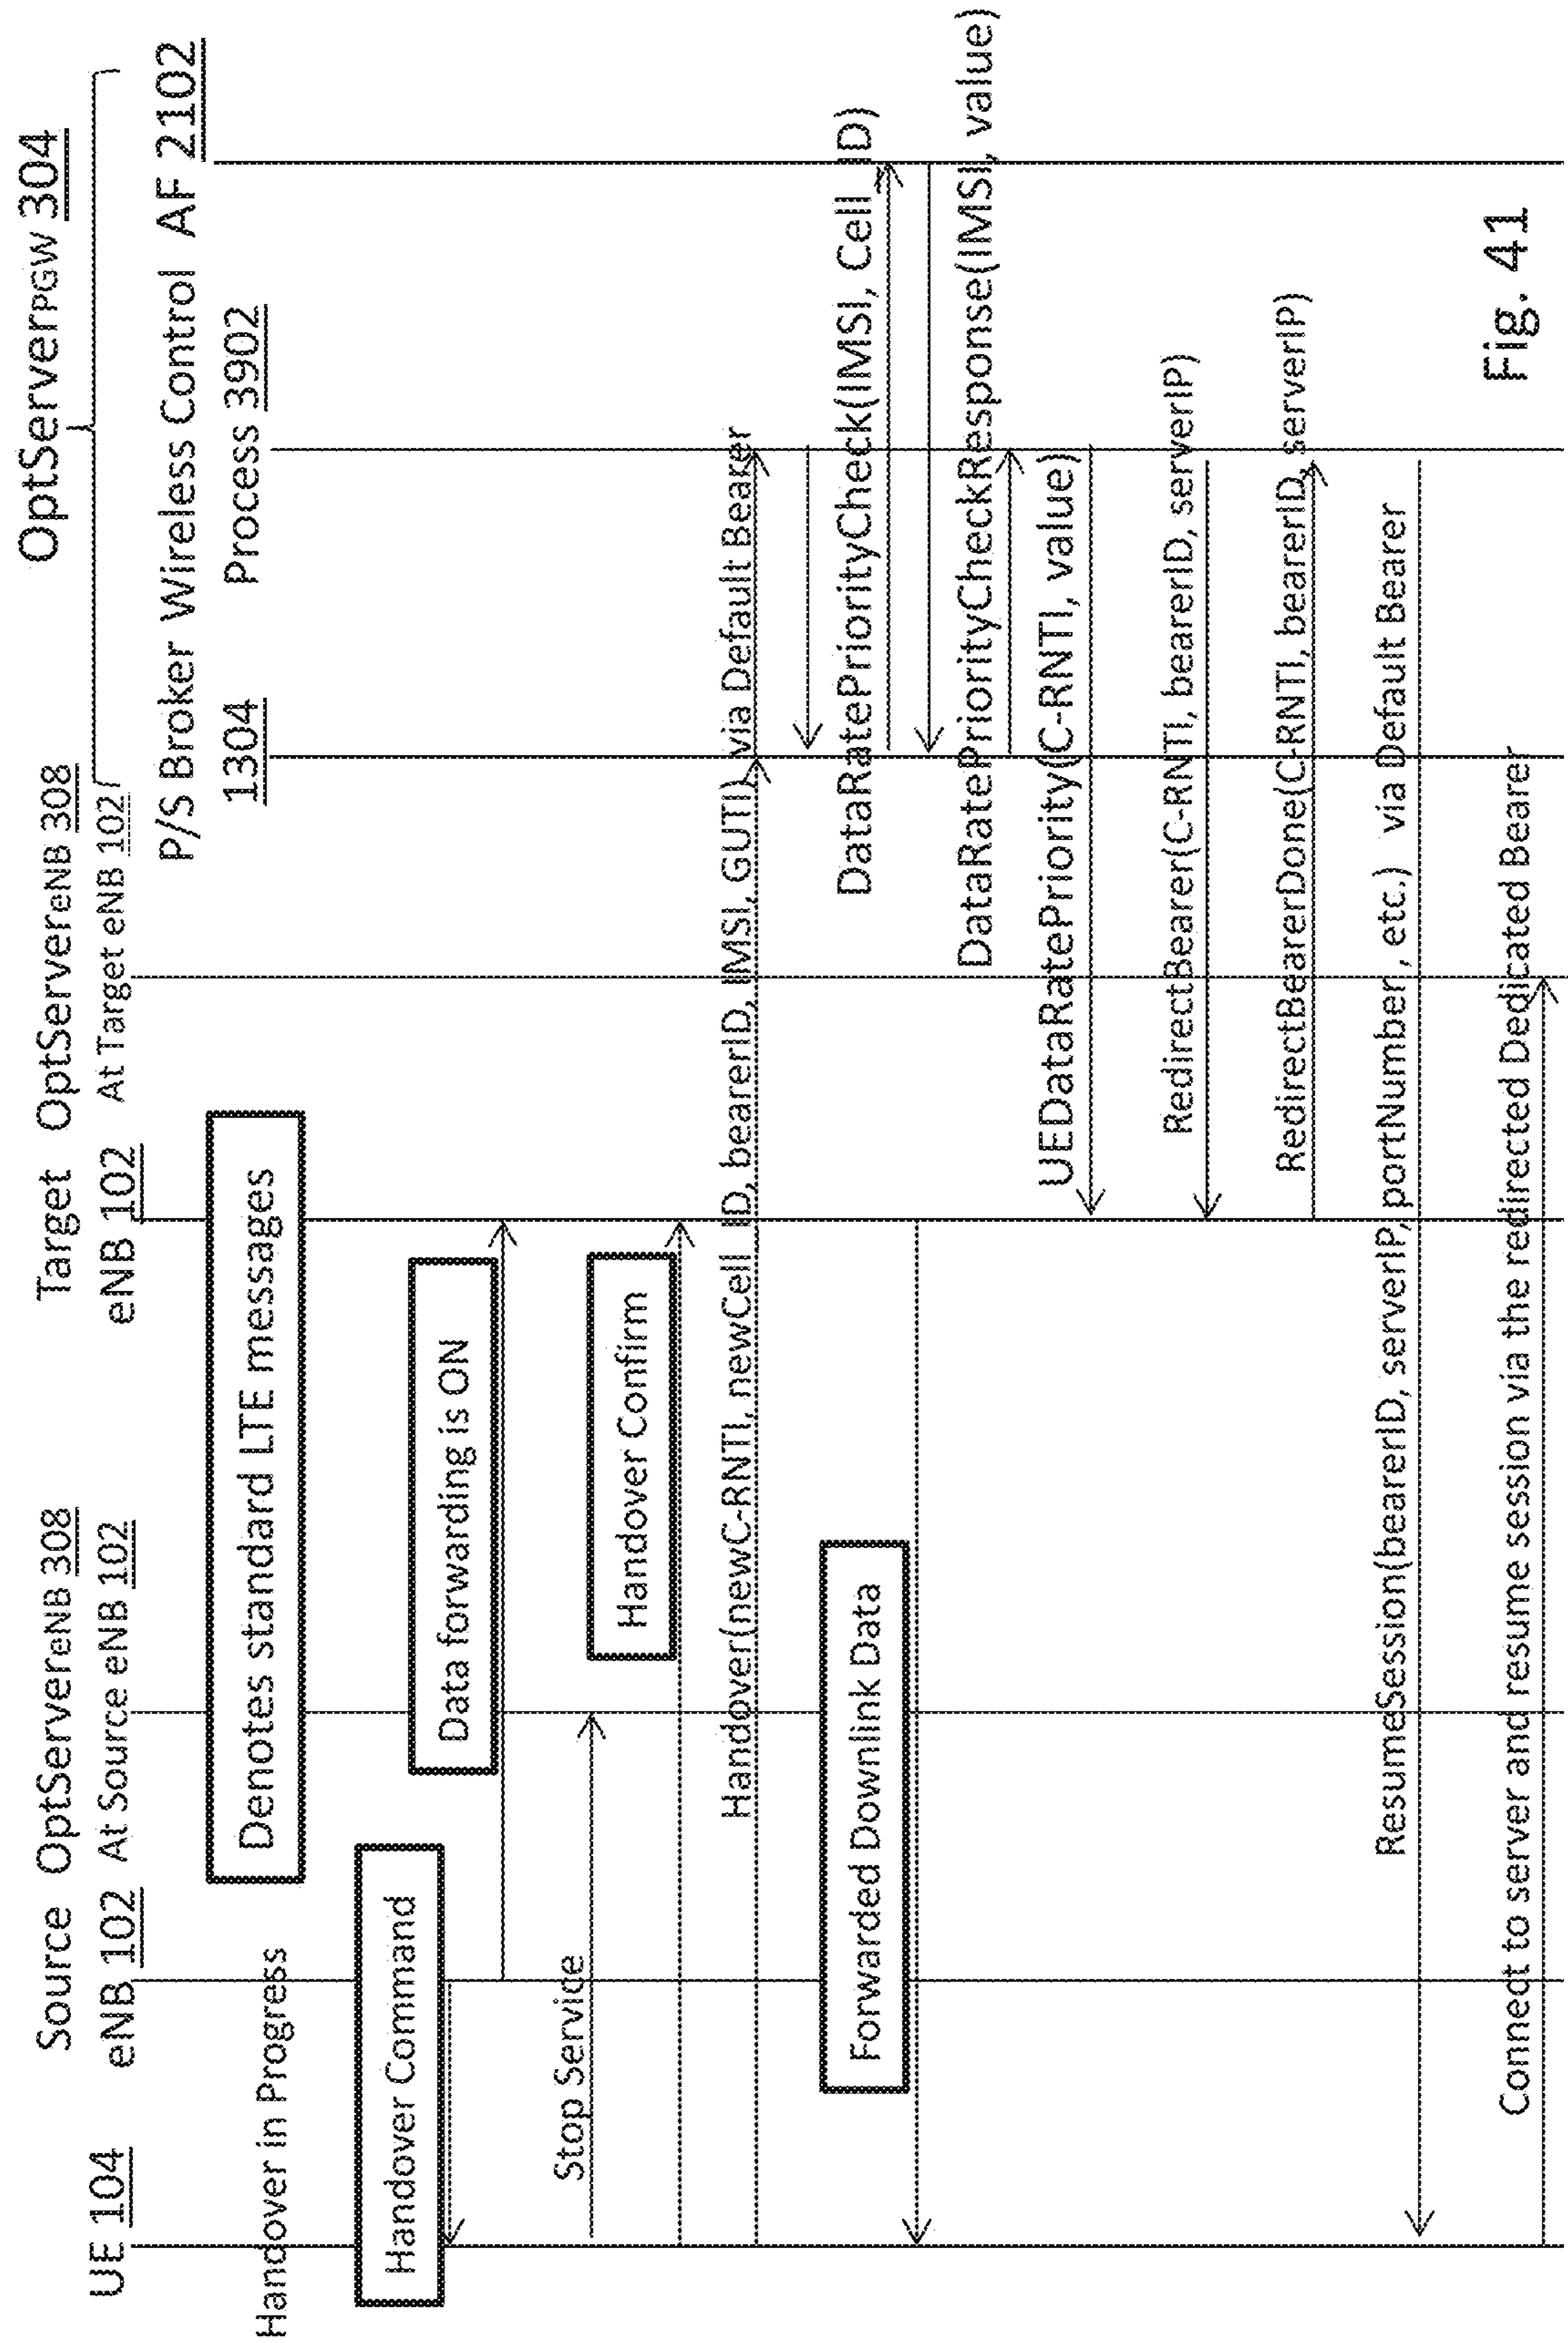 OptServerPGW 304
Source OptServereNB 308
Target OptServereNB 308
UE 104
eNB 102 At Source eNB 102
eNB 102
At Target eNB 102
P/S Broker Wireless Control AF 2102
1304
Process 3902
Denotes standard LTE messages
Handover in Progress
Handover Command
Data forwarding is ON
Stop Service
Handover Confirm
Handover(newC-RNTI, newCell_ID, bearerID, IMSI, GUTI) via Default Bearer
DataRatePriorityCheck(IMSI, Cell_ID)
Forwarded Downlink Data
DataRatePriorityCheckResponse(IMSI, value)
UEDataRatePriority(C-RNTI, value)
RedirectBearer(C-RNTI, bearerID, serverIP)
RedirectBearerDone(C-RNTI, bearerID, serverIP)
ResumeSession(bearerID, serverIP, portNumber, etc.) via Default Bearer
Connect to server and resume session via the redirected Dedicated Bearer
Fig. 41